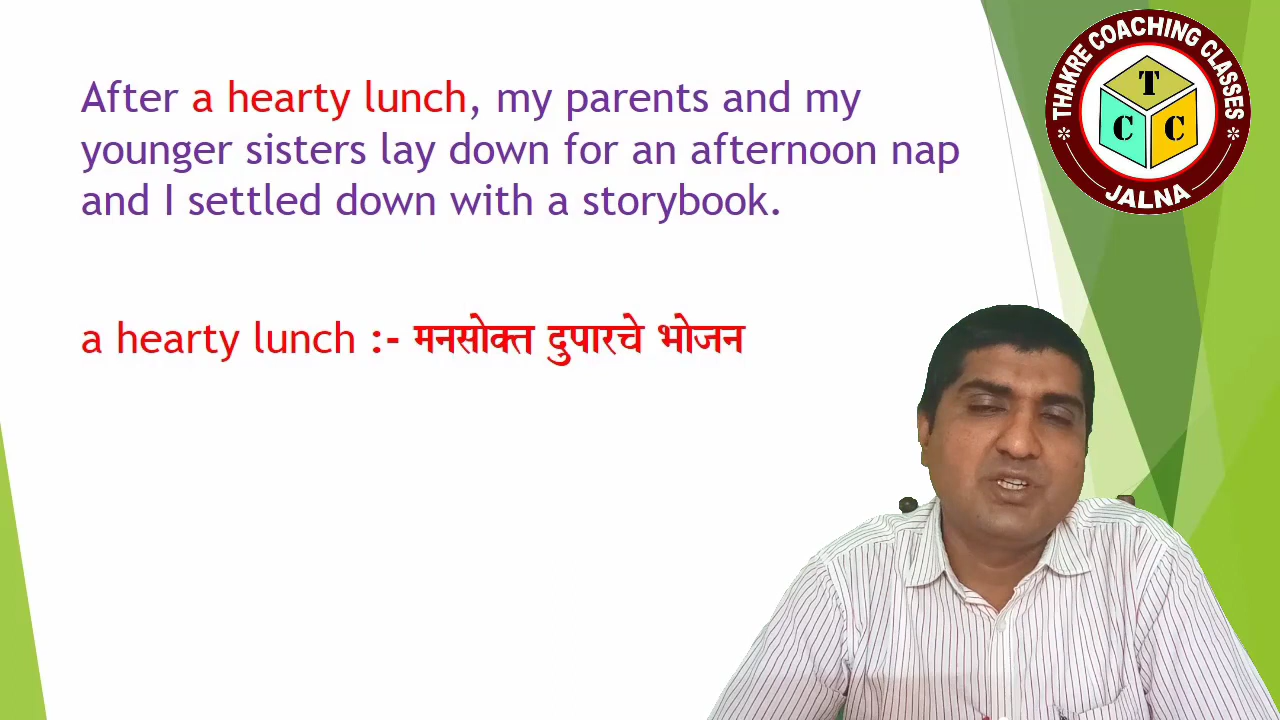 After a hearty lunch, my parents and my
younger sisters lay down for an afternoon nap
and I settled down with a storybook.
a hearty lunch :- मनसोक्त दुपारचे भोजन
THAKRE COACHING CLASSES
T
C C
JALNA